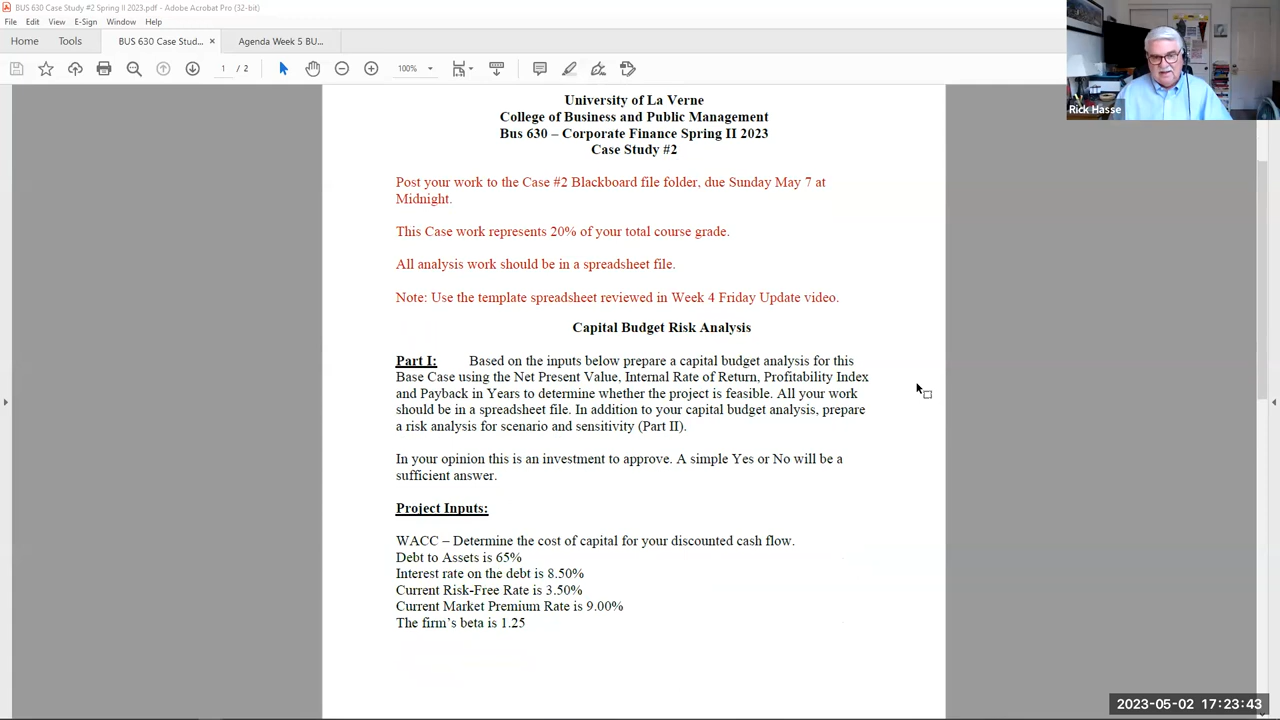 BUS 630 Case Study #2 Spring II 2023.pdf - Adobe Acrobat Pro (32-bit)
File Edit View E-Sign Window Help
Home Tools BUS 630 Case Stud... × Agenda Week 5 BU...
1 / 2 100%
Rick Hasse
University of La Verne
College of Business and Public Management
Bus 630 – Corporate Finance Spring II 2023
Case Study #2
Post your work to the Case #2 Blackboard file folder, due Sunday May 7 at
Midnight.
This Case work represents 20% of your total course grade.
All analysis work should be in a spreadsheet file.
Note: Use the template spreadsheet reviewed in Week 4 Friday Update video.
Capital Budget Risk Analysis
Part I: Based on the inputs below prepare a capital budget analysis for this
Base Case using the Net Present Value, Internal Rate of Return, Profitability Index
and Payback in Years to determine whether the project is feasible. All your work
should be in a spreadsheet file. In addition to your capital budget analysis, prepare
a risk analysis for scenario and sensitivity (Part II).
In your opinion this is an investment to approve. A simple Yes or No will be a
sufficient answer.
Project Inputs:
WACC – Determine the cost of capital for your discounted cash flow.
Debt to Assets is 65%
Interest rate on the debt is 8.50%
Current Risk-Free Rate is 3.50%
Current Market Premium Rate is 9.00%
The firm's beta is 1.25
2023-05-02 17:23:43